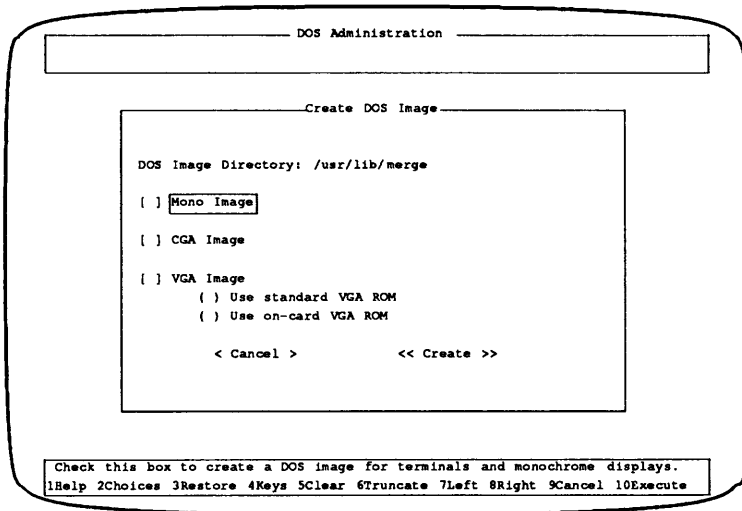 DOS Administration
Create DOS Image
DOS Image Directory: /usr/lib/merge
[ ] Mono Image
[ ] CGA Image
[ ] VGA Image
( ) Use standard VGA ROM
( ) Use on-card VGA ROM
< Cancel > << Create >>
Check this box to create a DOS image for terminals and monochrome displays.
1Help 2Choices 3Restore 4Keys 5Clear 6Truncate 7Left 8Right 9Cancel 10Execute